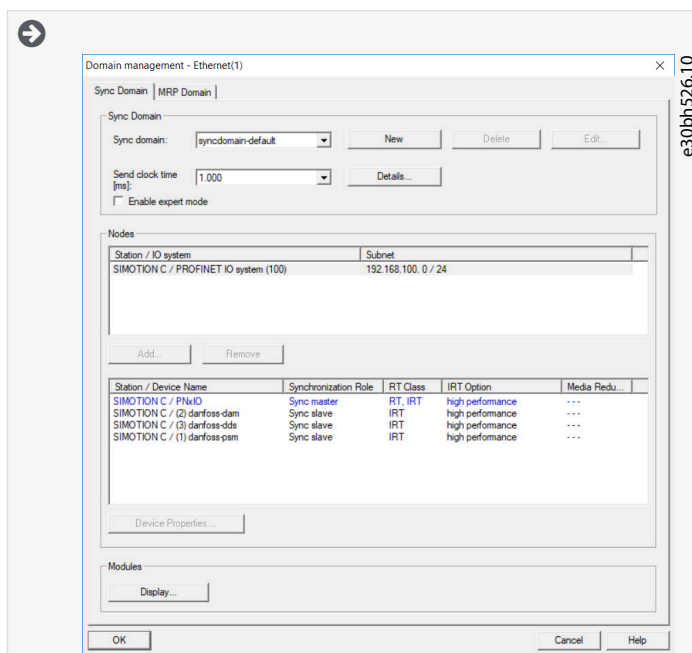 Domain management - Ethernet(1)
Sync Domain MRP Domain
Sync Domain
Sync domain: syncdomain-default New Delete Edit...
Send clock time
[ms]: 1.000 Details...
Enable expert mode
Nodes
Station / IO system Subnet
SIMOTION C / PROFINET IO system (100) 192.168.100. 0 / 24
Add... Remove
Station / Device Name Synchronization Role RT Class IRT Option Media Redu...
SIMOTION C / PNxIO Sync master RT, IRT high performance - - -
SIMOTION C / (2) danfoss-dam Sync slave IRT high performance - - -
SIMOTION C / (3) danfoss-dds Sync slave IRT high performance - - -
SIMOTION C / (1) danfoss-psm Sync slave IRT high performance - - -
Device Properties ...
Modules
Display...
OK Cancel Help
e30bh526.10